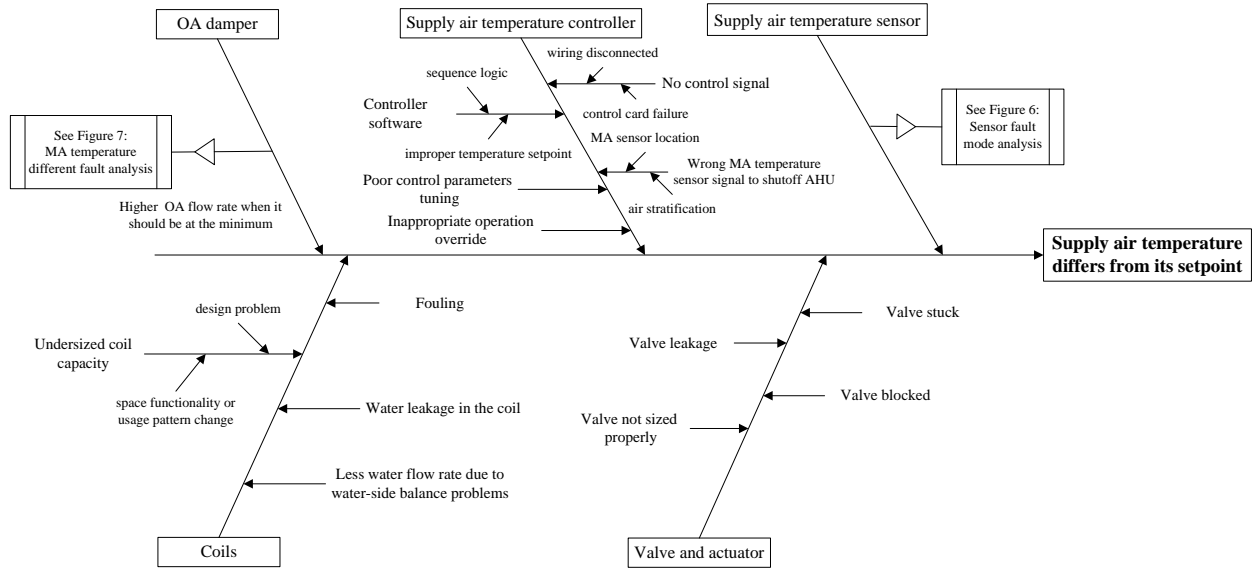 OA damper
Supply air temperature controller
Supply air temperature sensor
wiring disconnected
sequence logic
No control signal
Controller
software
control card failure
See Figure 7:
MA temperature
different fault analysis
See Figure 6:
Sensor fault
mode analysis
improper temperature setpoint
MA sensor location
Wrong MA temperature
sensor signal to shutoff AHU
Poor control parameters
tuning
air stratification
Higher OA flow rate when it
should be at the minimum
Inappropriate operation
override
Supply air temperature
differs from its setpoint
Fouling
design problem
Undersized coil
capacity
space functionality or
usage pattern change
Water leakage in the coil
Less water flow rate due to
water-side balance problems
Coils
Valve stuck
Valve leakage
Valve blocked
Valve not sized
properly
Valve and actuator